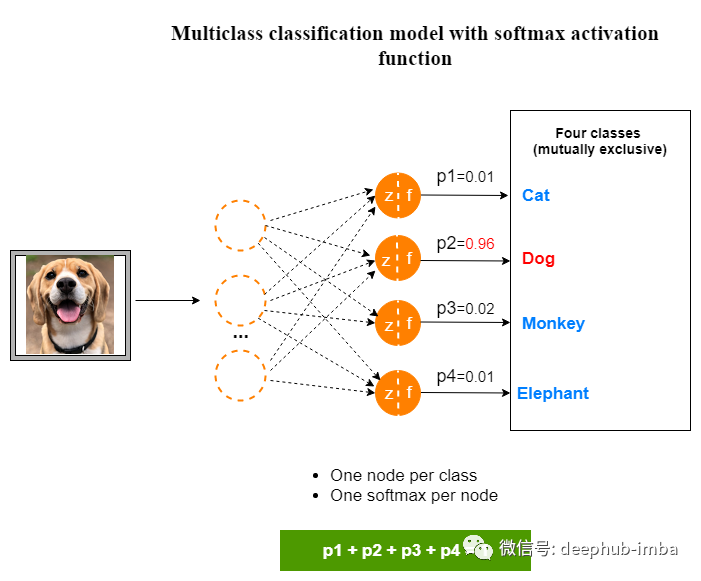 Multiclass classification model with softmax activation
function
Four classes
(mutually exclusive)
p1=0.01
Cat
p2=0.96
Dog
p3=0.02
Monkey
p4=0.01
Elephant
z f
z f
z f
z f
...
One node per class
One softmax per node
p1 + p2 + p3 + p4
微信号: deephub-imba